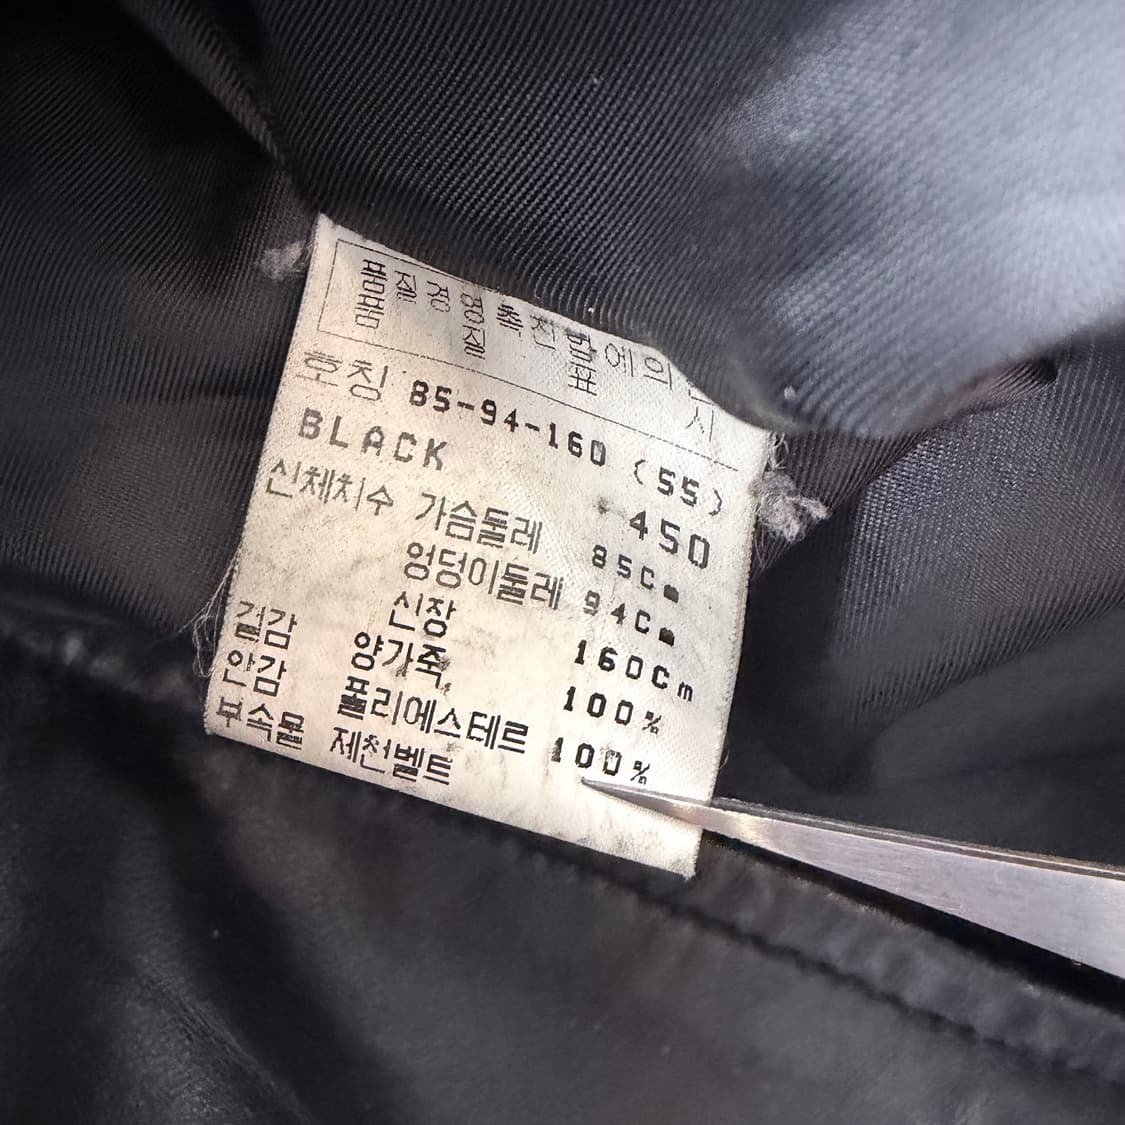 품질경영촉진법에의한
품 질 표 시
호칭 85-94-160 (55)
BLACK 450
신체치수 가슴둘레 85Cm
엉덩이둘레 94Cm
신장 160Cm
겉감 양가죽 100%
안감 폴리에스테르 100%
부속물 제천벨트